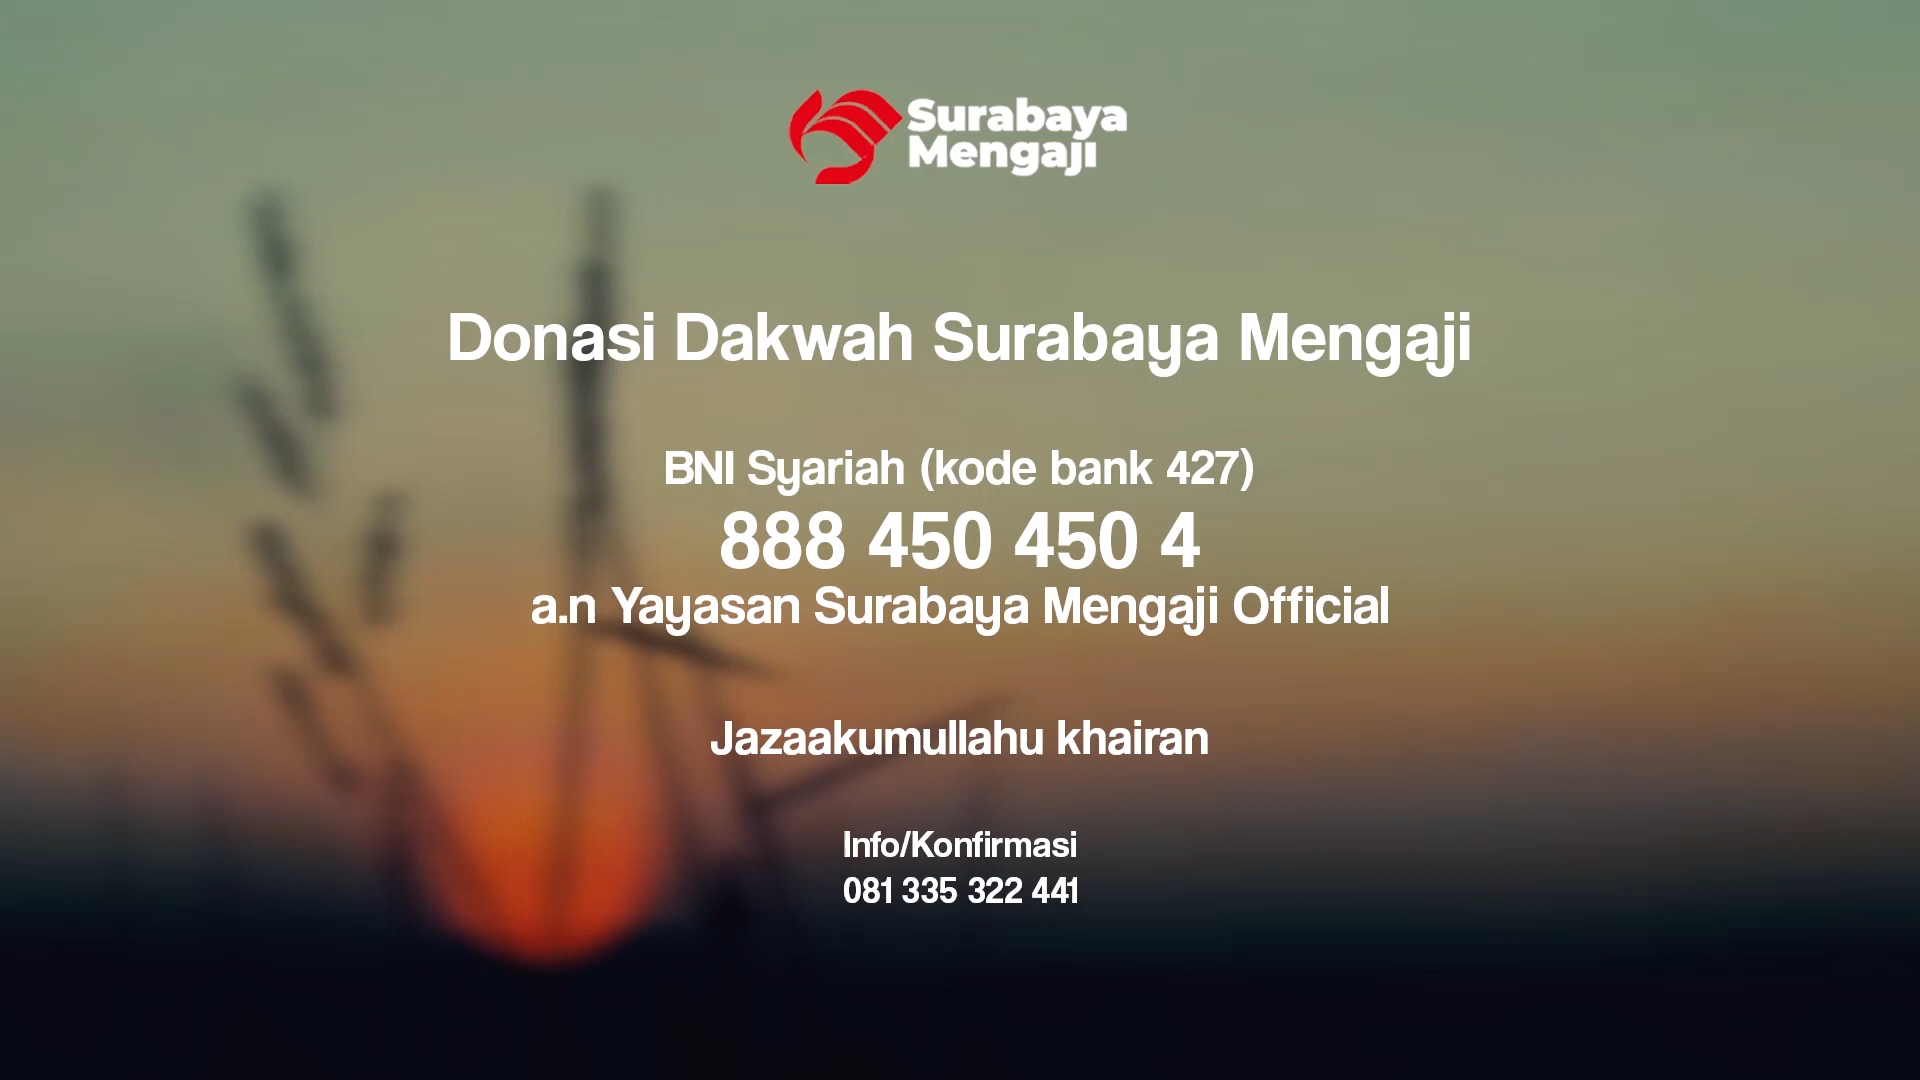 Surabaya
Mengaji
Donasi Dakwah Surabaya Mengaji
BNI Syariah (kode bank 427)
888 450 450 4
a.n Yayasan Surabaya Mengaji Official
Jazaakumullahu khairan
Info/Konfirmasi
081 335 322 441